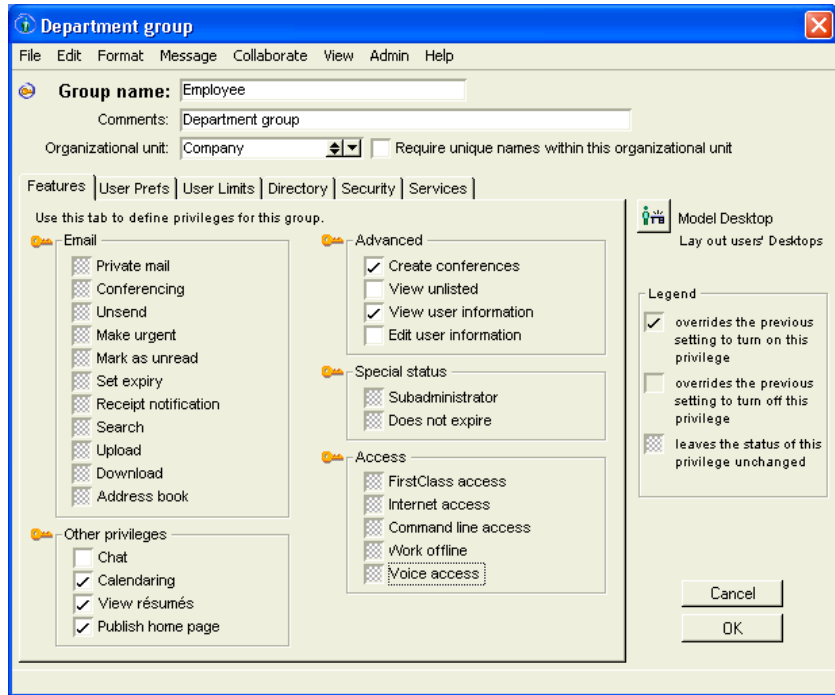 Department group
File Edit Format Message Collaborate View Admin Help
Group name: Employee
Comments: Department group
Organizational unit: Company Require unique names within this organizational unit
Features User Prefs User Limits Directory Security Services
Use this tab to define privileges for this group.
Email
Private mail
Conferencing
Unsend
Make urgent
Mark as unread
Set expiry
Receipt notification
Search
Upload
Download
Address book
Other privileges
Chat
Calendaring
View résumés
Publish home page
Advanced
Create conferences
View unlisted
View user information
Edit user information
Special status
Subadministrator
Does not expire
Access
FirstClass access
Internet access
Command line access
Work offline
Voice access
Model Desktop
Lay out users' Desktops
Legend
overrides the previous
setting to turn on this
privilege
overrides the previous
setting to turn off this
privilege
leaves the status of this
privilege unchanged
Cancel
OK